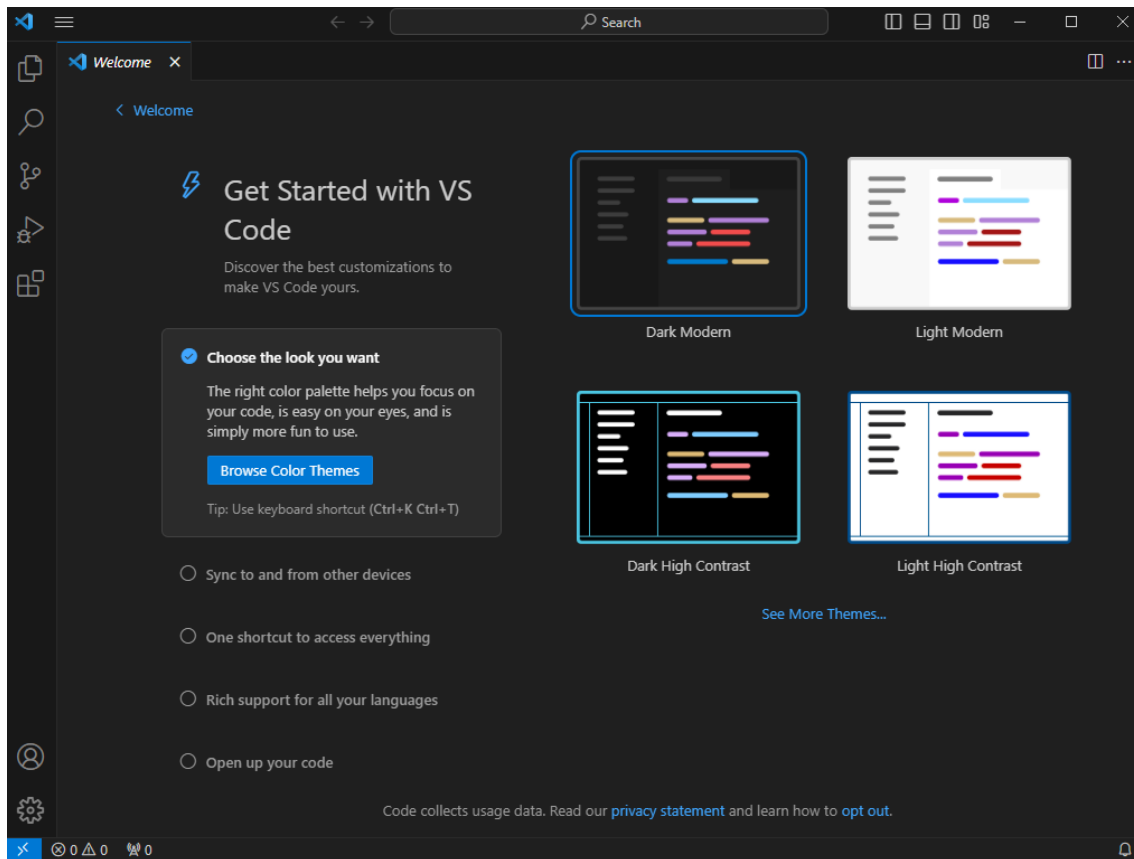 Search
Welcome
Welcome
Get Started with VS
Code
Discover the best customizations to
make VS Code yours.
Choose the look you want
The right color palette helps you focus on
your code, is easy on your eyes, and is
simply more fun to use.
Browse Color Themes
Tip: Use keyboard shortcut (Ctrl+K Ctrl+T)
Sync to and from other devices
One shortcut to access everything
Rich support for all your languages
Open up your code
Dark Modern
Light Modern
Dark High Contrast
Light High Contrast
See More Themes...
Code collects usage data. Read our privacy statement and learn how to opt out.
0 0 0